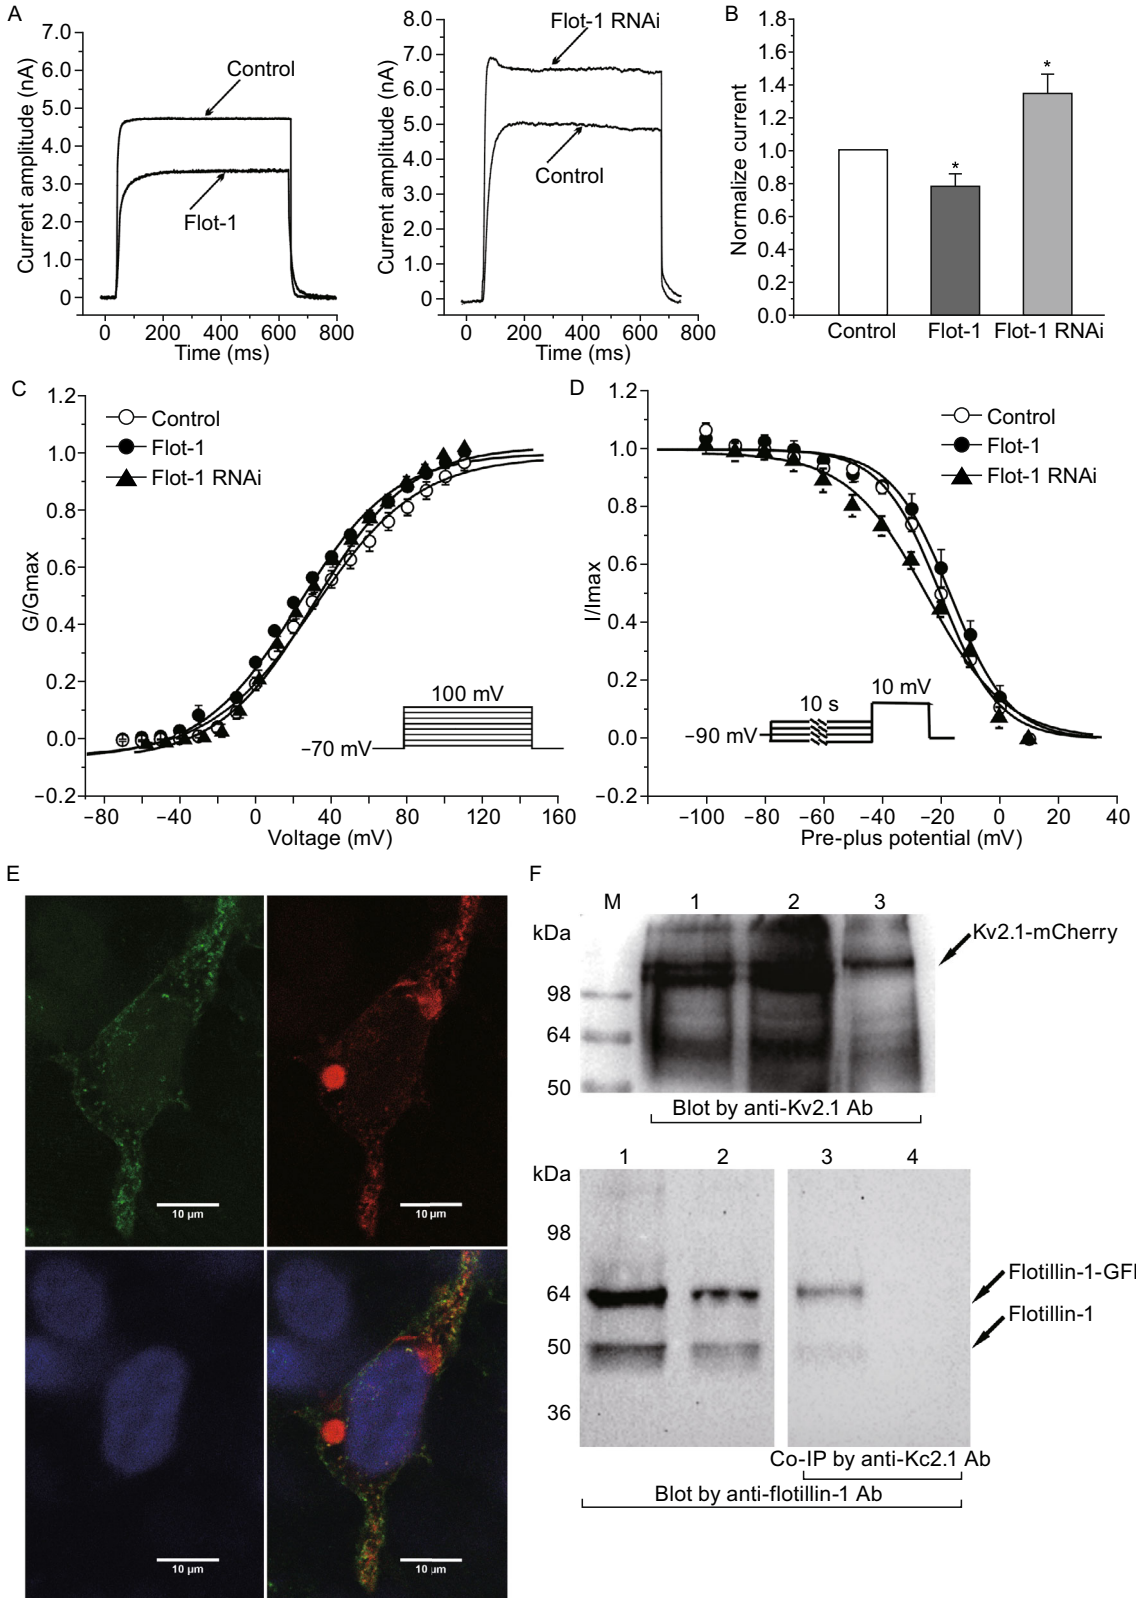 A
Current amplitude (nA)
7.0
6.0
5.0
4.0
3.0
2.0
1.0
0
Control
Flot-1
0 200 400 600 800
Time (ms)
Current amplitude (nA)
8.0
7.0
6.0
5.0
4.0
3.0
2.0
1.0
0
Flot-1 RNAi
Control
0 200 400 600 800
Time (ms)
B
Normalize current
1.8
1.6
1.4
1.2
1.0
0.8
0.6
0.4
0.2
0.0
*
*
Control Flot-1 Flot-1 RNAi
C
G/Gmax
1.2
1.0
0.8
0.6
0.4
0.2
0.0
−0.2
Control
Flot-1
Flot-1 RNAi
100 mV
−70 mV
−80 −40 0 40 80 120 160
Voltage (mV)
D
I/Imax
1.2
1.0
0.8
0.6
0.4
0.2
0.0
−0.2
Control
Flot-1
Flot-1 RNAi
10 s
10 mV
−90 mV
−100 −80 −60 −40 −20 0 20 40
Pre-plus potential (mV)
E
10 µm
10 µm
10 µm
10 µm
F
M 1 2 3
kDa
98
64
50
Kv2.1-mCherry
Blot by anti-Kv2.1 Ab
1 2 3 4
kDa
98
64
50
36
Flotillin-1-GF
Flotillin-1
Co-IP by anti-Kc2.1 Ab
Blot by anti-flotillin-1 Ab